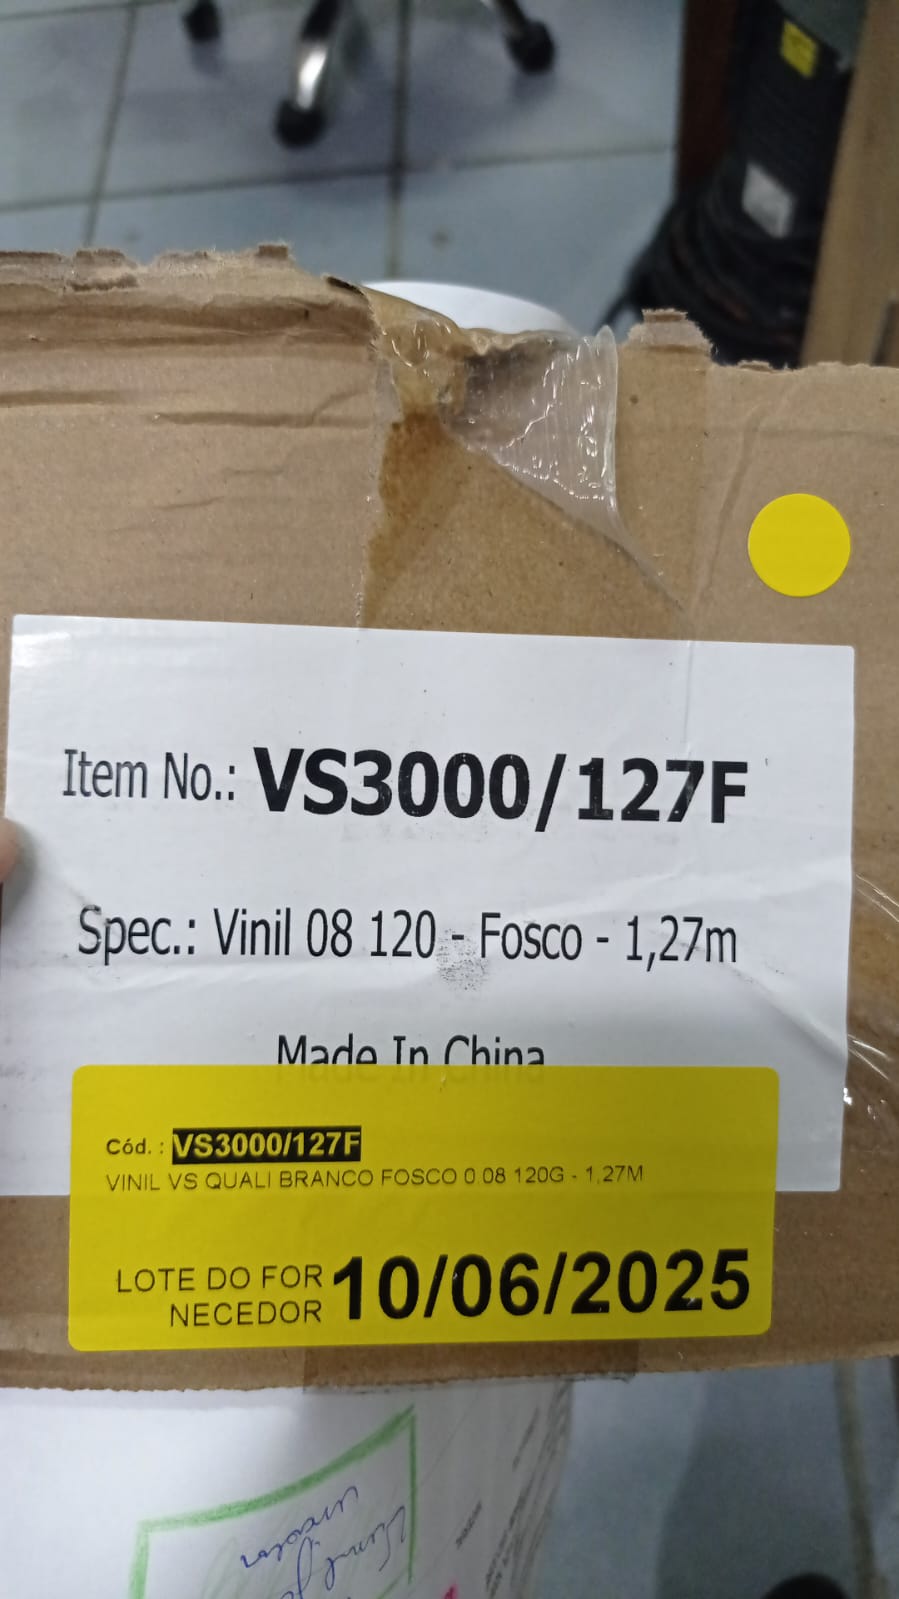 Item No.: VS3000/127F
Spec.: Vinil 08 120 - Fosco - 1,27m
Made In China
Cód. : VS3000/127F
VINIL VS QUALI BRANCO FOSCO 0.08 120G - 1,27M
LOTE DO FOR
NECEDOR 10/06/2025